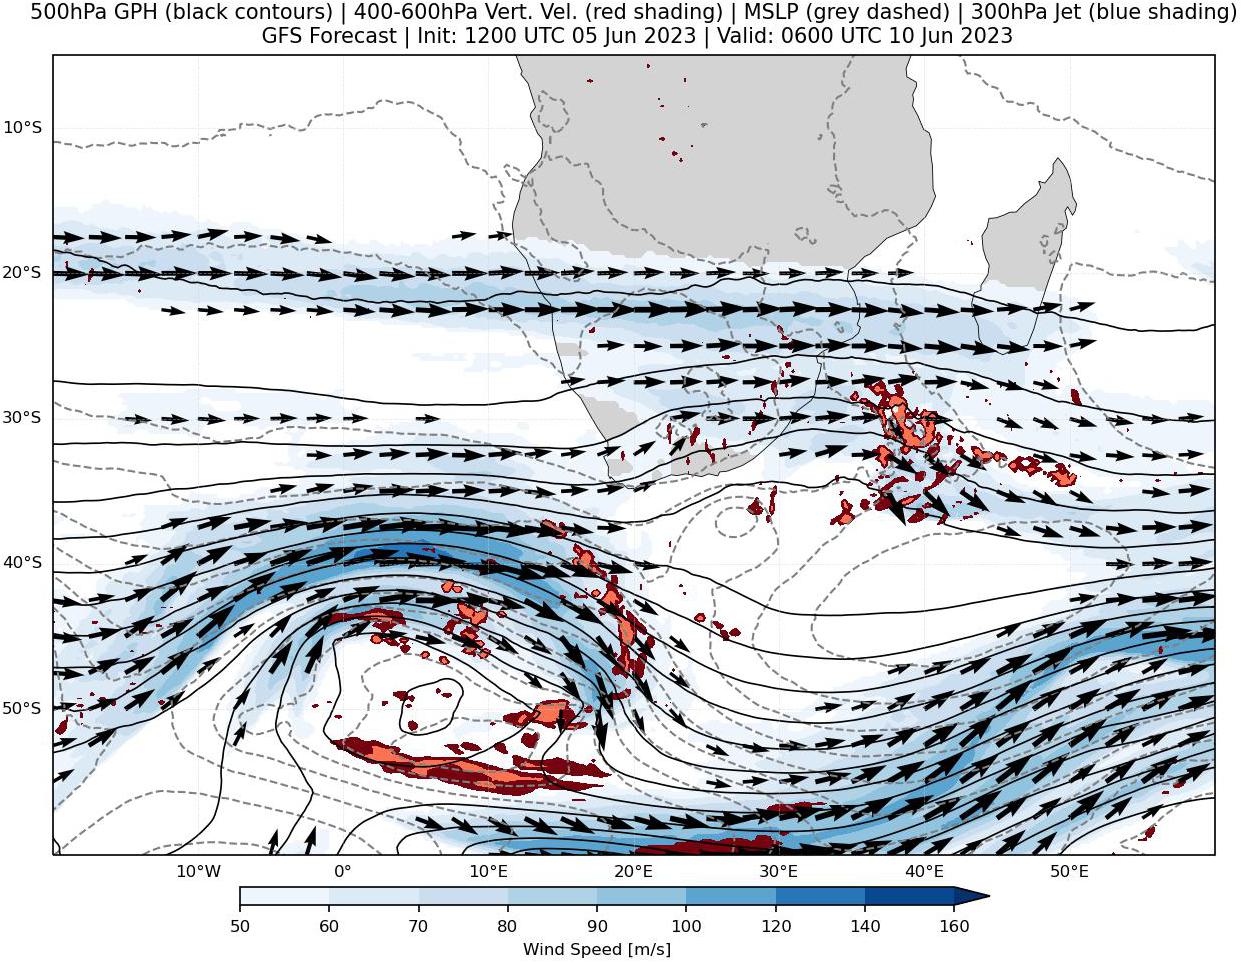 500hPa GPH (black contours) | 400-600hPa Vert. Vel. (red shading) | MSLP (grey dashed) | 300hPa Jet (blue shading)
GFS Forecast | Init: 1200 UTC 05 Jun 2023 | Valid: 0600 UTC 10 Jun 2023
10°S
20°S
30°S
40°S
50°S
10°W 0° 10°E 20°E 30°E 40°E 50°E
50 60 70 80 90 100 120 140 160
Wind Speed [m/s]